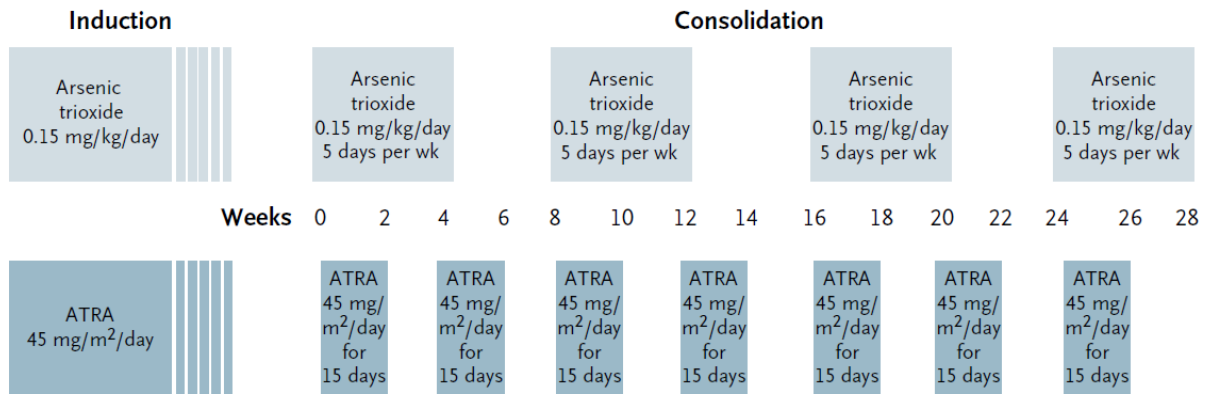 Induction
Consolidation
Arsenic
trioxide
0.15 mg/kg/day
Arsenic
trioxide
0.15 mg/kg/day
5 days per wk
Arsenic
trioxide
0.15 mg/kg/day
5 days per wk
Arsenic
trioxide
0.15 mg/kg/day
5 days per wk
Arsenic
trioxide
0.15 mg/kg/day
5 days per wk
Weeks 0 2 4 6 8 10 12 14 16 18 20 22 24 26 28
ATRA
45 mg/m²/day
ATRA
45 mg/
m²/day
for
15 days
ATRA
45 mg/
m²/day
for
15 days
ATRA
45 mg/
m²/day
for
15 days
ATRA
45 mg/
m²/day
for
15 days
ATRA
45 mg/
m²/day
for
15 days
ATRA
45 mg/
m²/day
for
15 days
ATRA
45 mg/
m²/day
for
15 days